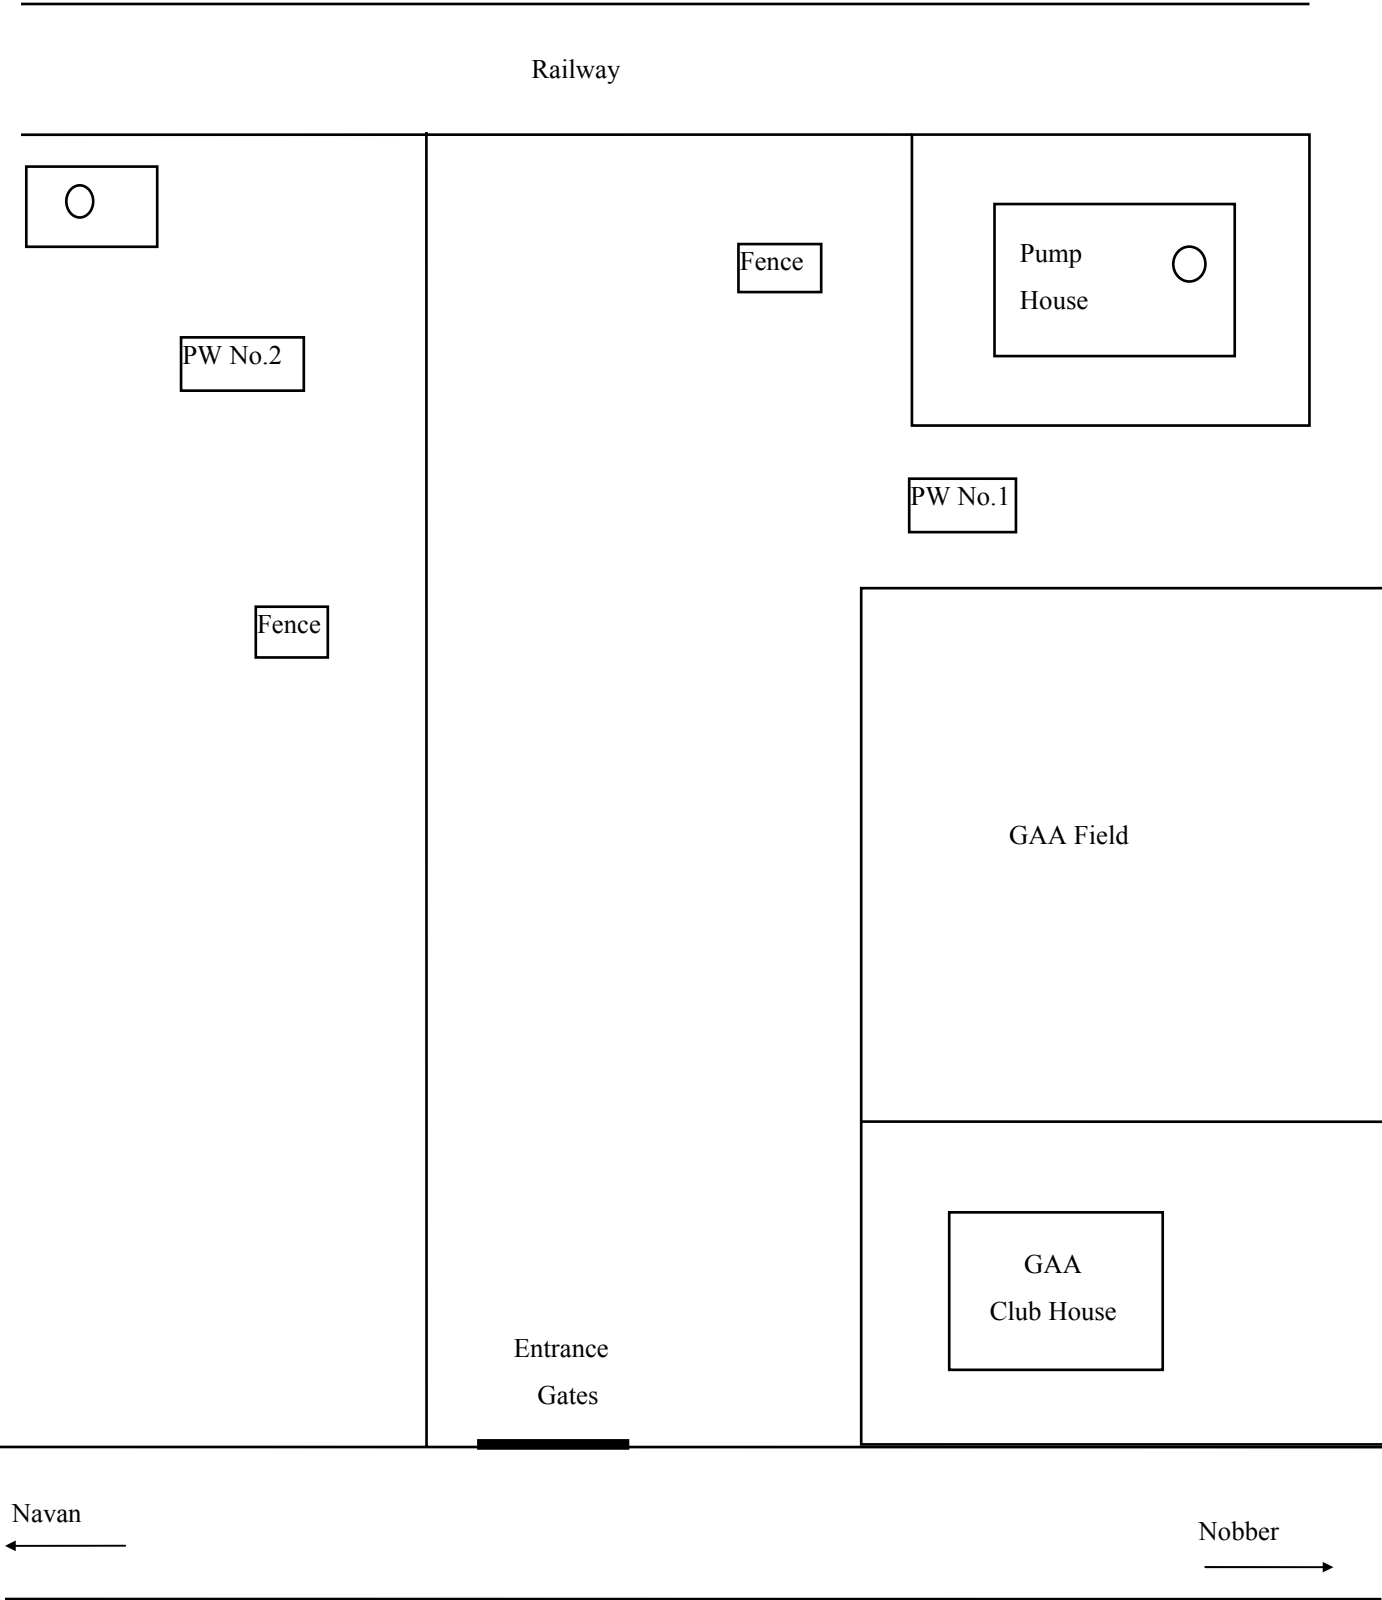 Railway
Pump
House
Fence
PW No.2
PW No.1
Fence
GAA Field
GAA
Club House
Entrance
Gates
Navan
Nobber